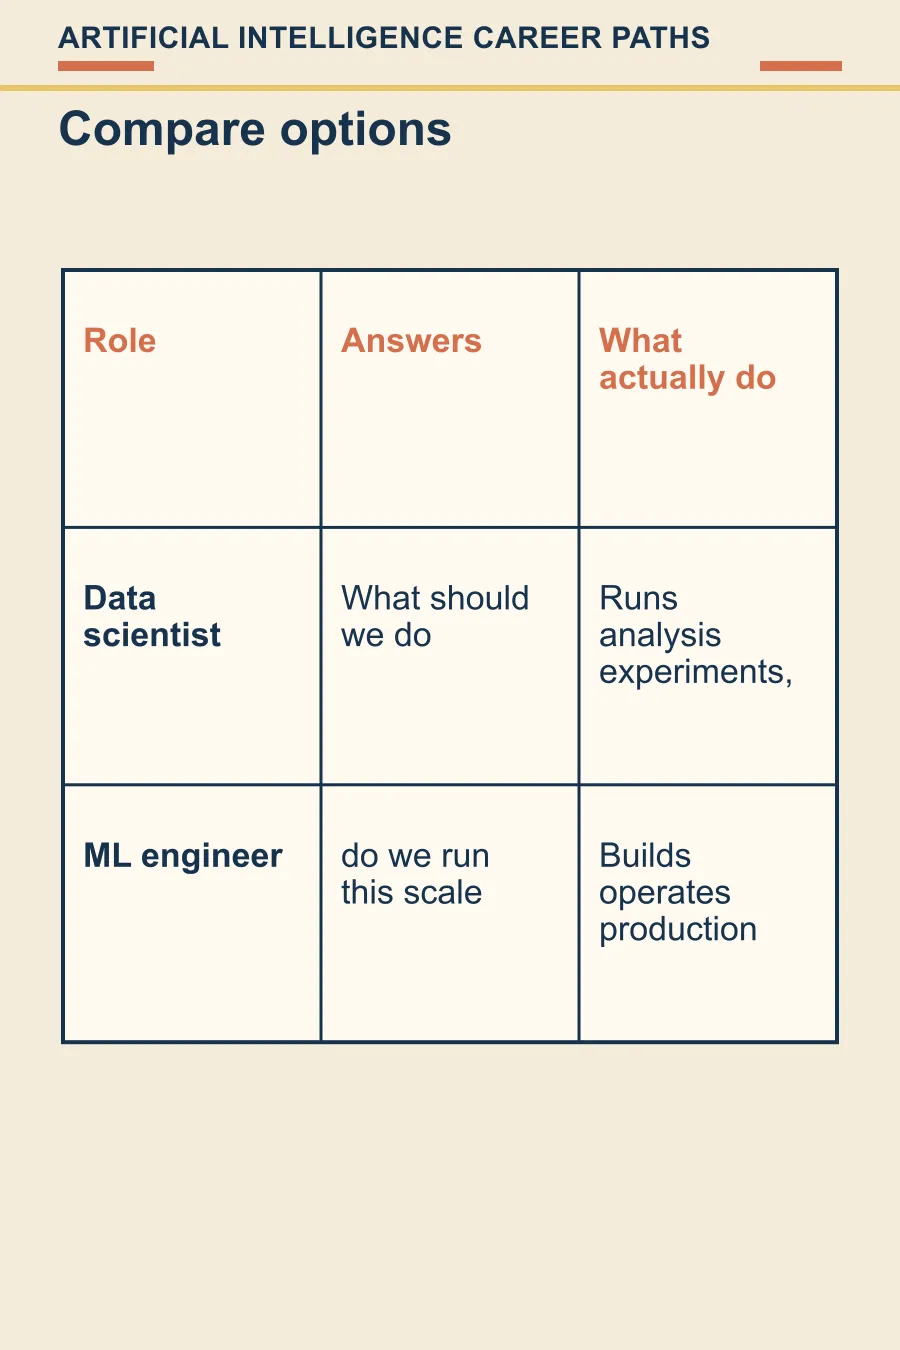 ARTIFICIAL INTELLIGENCE CAREER PATHS
Compare options
Role
Answers
What
actually do
Data
scientist
What should
we do
Runs
analysis
experiments,
ML engineer
do we run
this scale
Builds
operates
production